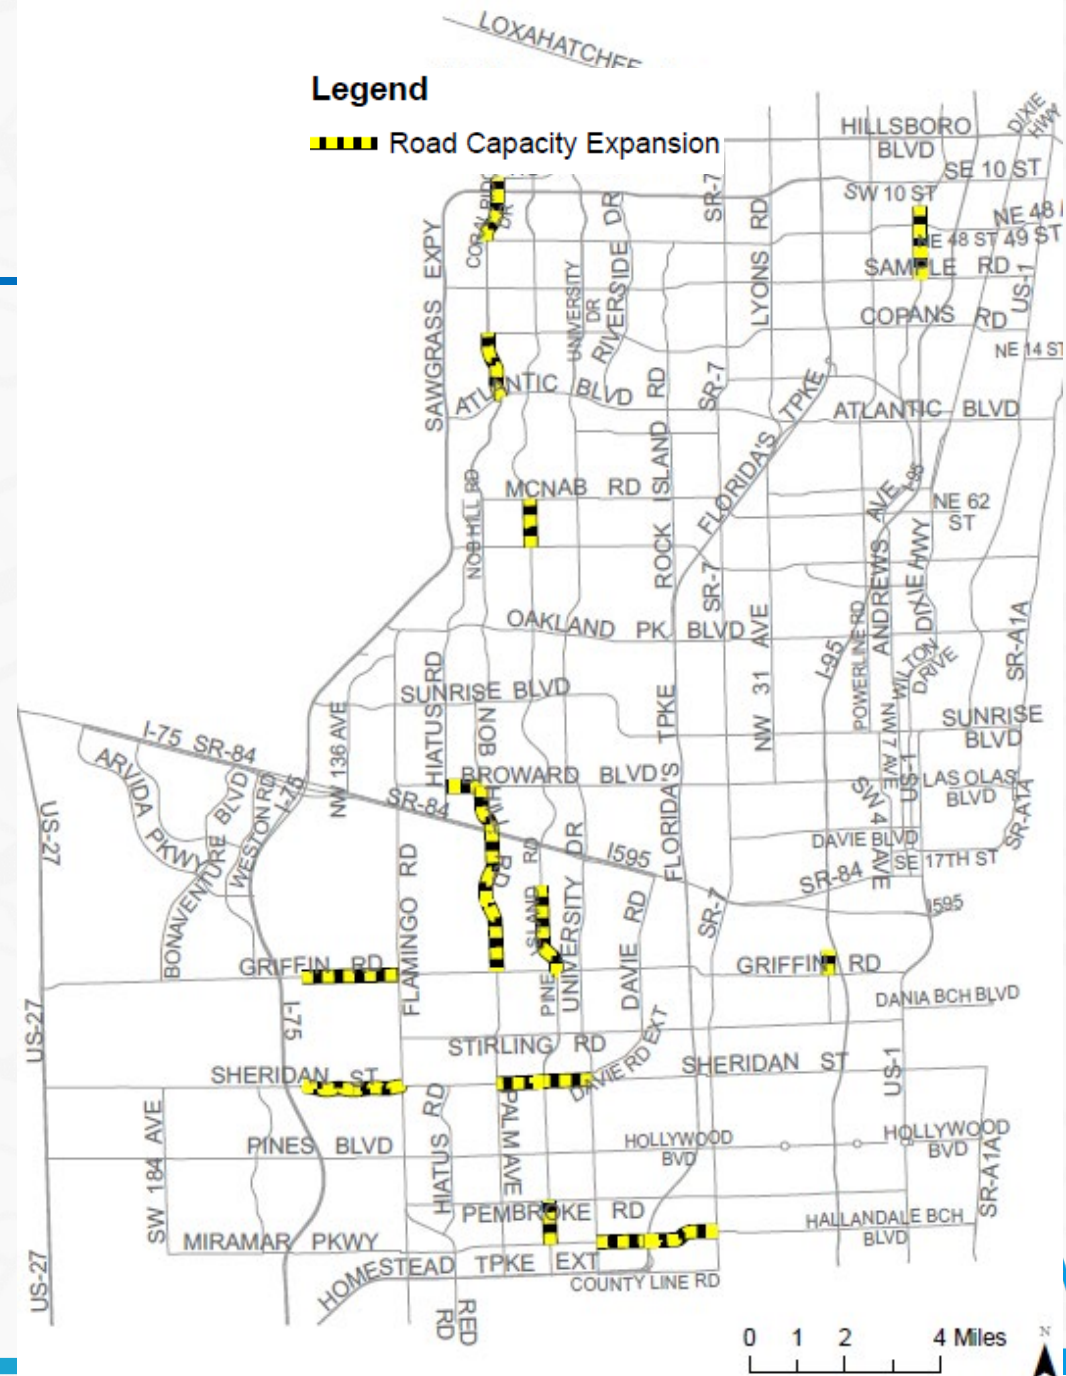 LOXAHATCHEE
Legend
Road Capacity Expansion
HILLSBORO
BLVD
DIXIE
HWY
SE 10 ST
SW 10 ST
NE 48
NE 48 ST 49 ST
SAMPLE RD
COPANS RD
US-1
NE 14 ST
SR-7
LYONS RD
CORAL RIDGE
DR
SAWGRASS EXPY
UNIVERSITY
DR
RIVERSIDE DR
ATLANTIC BLVD
SR-7
FLORIDA'S TPKE
ATLANTIC BLVD
ROCK ISLAND RD
NOB HILL RD
MCNAB RD
I-95
NE 62
ST
ANDREWS AVE
DIXIE HWY
SR-7
OAKLAND PK BLVD
NW 31 AVE
I-95
POWERLINE RD
WILTON
DRIVE
SR-A1A
HIATUS RD
SUNRISE BLVD
NW 136 AVE
NOB HILL RD
FLORIDA'S TPKE
NW 7 AVE
US-1
SUNRISE
BLVD
I-75 SR-84
ARVIDA PKWY
BONAVENTURE BLVD
WESTON RD
I-75
BROWARD BLVD
SR-84
SW 4 AVE
LAS OLAS
BLVD
SR-A1A
US-27
FLAMINGO RD
PINE ISLAND RD
UNIVERSITY DR
I595
DAVIE BLVD
SE 17TH ST
SR-84
I595
DAVIE RD
SR-7
GRIFFIN RD
GRIFFIN RD
DANIA BCH BLVD
US-27
I-75
STIRLING RD
DAVIE RD EXT
SHERIDAN ST
SHERIDAN ST
US-1
SW 184 AVE
HIATUS RD
PALM AVE
PINES BLVD
HOLLYWOOD
BVD
HOLLYWOOD
BVD
SR-A1A
PEMBROKE RD
HALLANDALE BCH
BLVD
MIRAMAR PKWY
HOMESTEAD TPKE EXT
COUNTY LINE RD
US-27
RED
RD
0 1 2 4 Miles
N